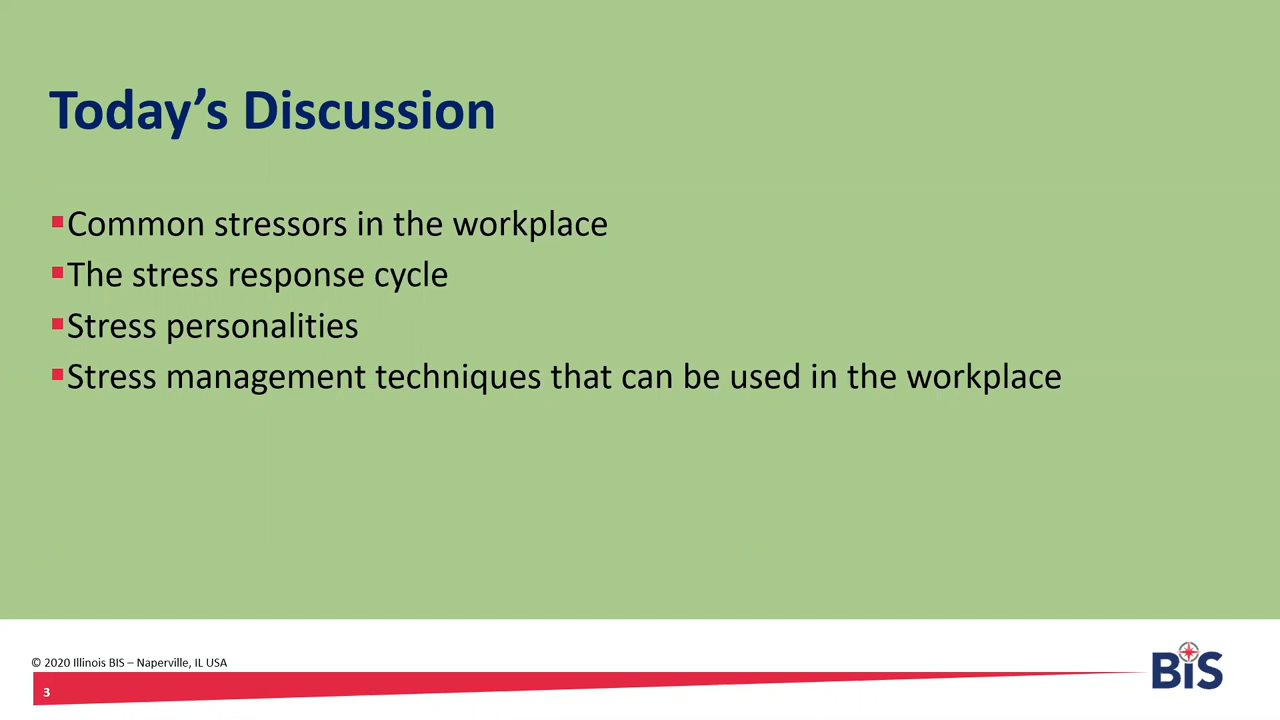 Today’s Discussion
▪Common stressors in the workplace
▪The stress response cycle
▪Stress personalities
▪Stress management techniques that can be used in the workplace
© 2020 Illinois BIS – Naperville, IL USA
3
BiS